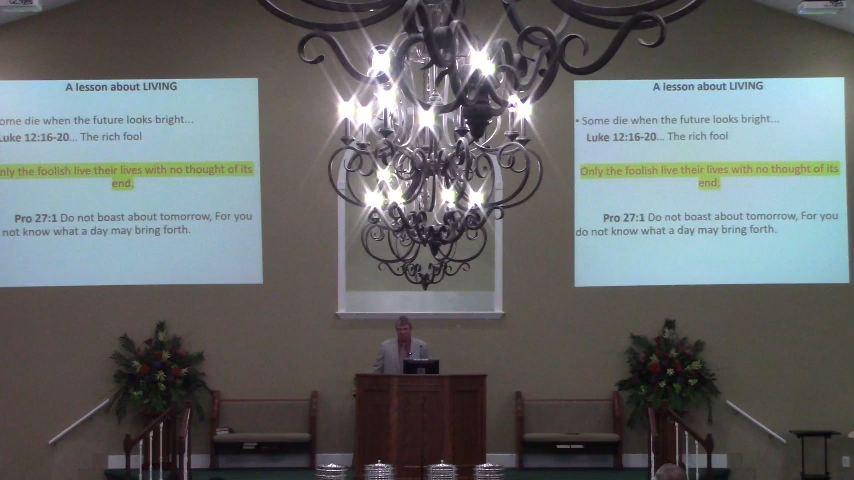 A lesson about LIVING
ome die when the future looks bright...
Luke 12:16-20... The rich fool
nly the foolish live their lives with no thought of its
end.
Pro 27:1 Do not boast about tomorrow, For you
not know what a day may bring forth.
A lesson about LIVING
• Some die when the future looks bright...
Luke 12:16-20... The rich fool
Only the foolish live their lives with no thought of its
end.
Pro 27:1 Do not boast about tomorrow, For you
do not know what a day may bring forth.